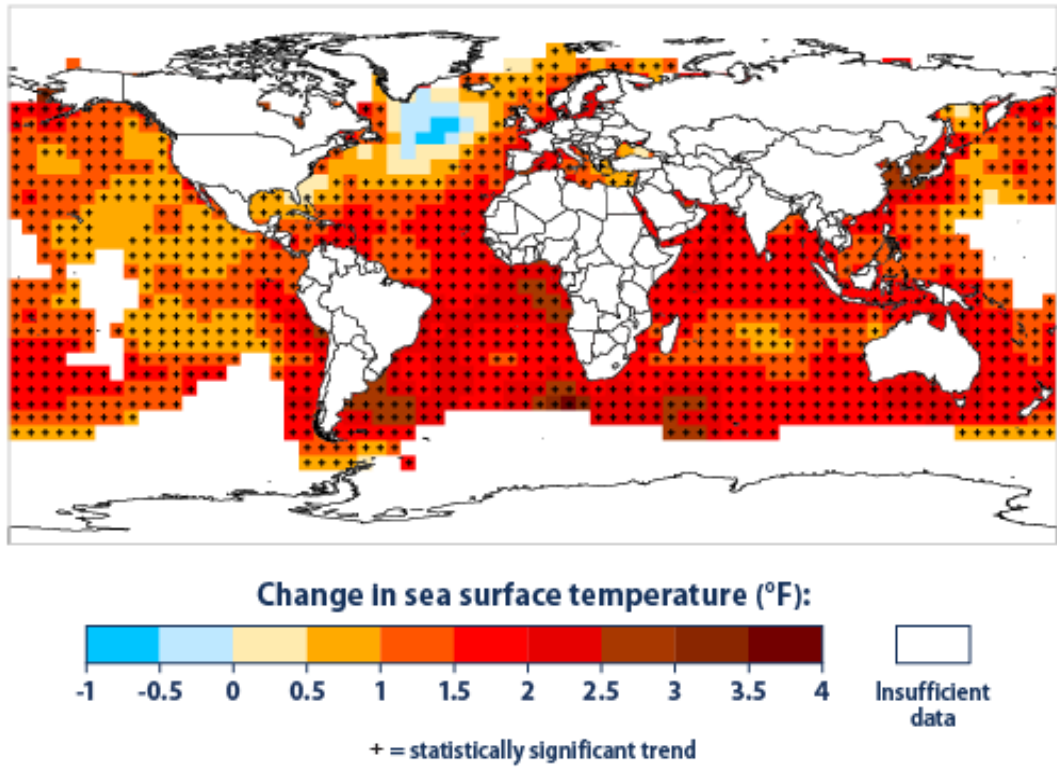 Change in sea surface temperature (°F):
-1 -0.5 0 0.5 1 1.5 2 2.5 3 3.5 4
Insufficient
data
+ = statistically significant trend